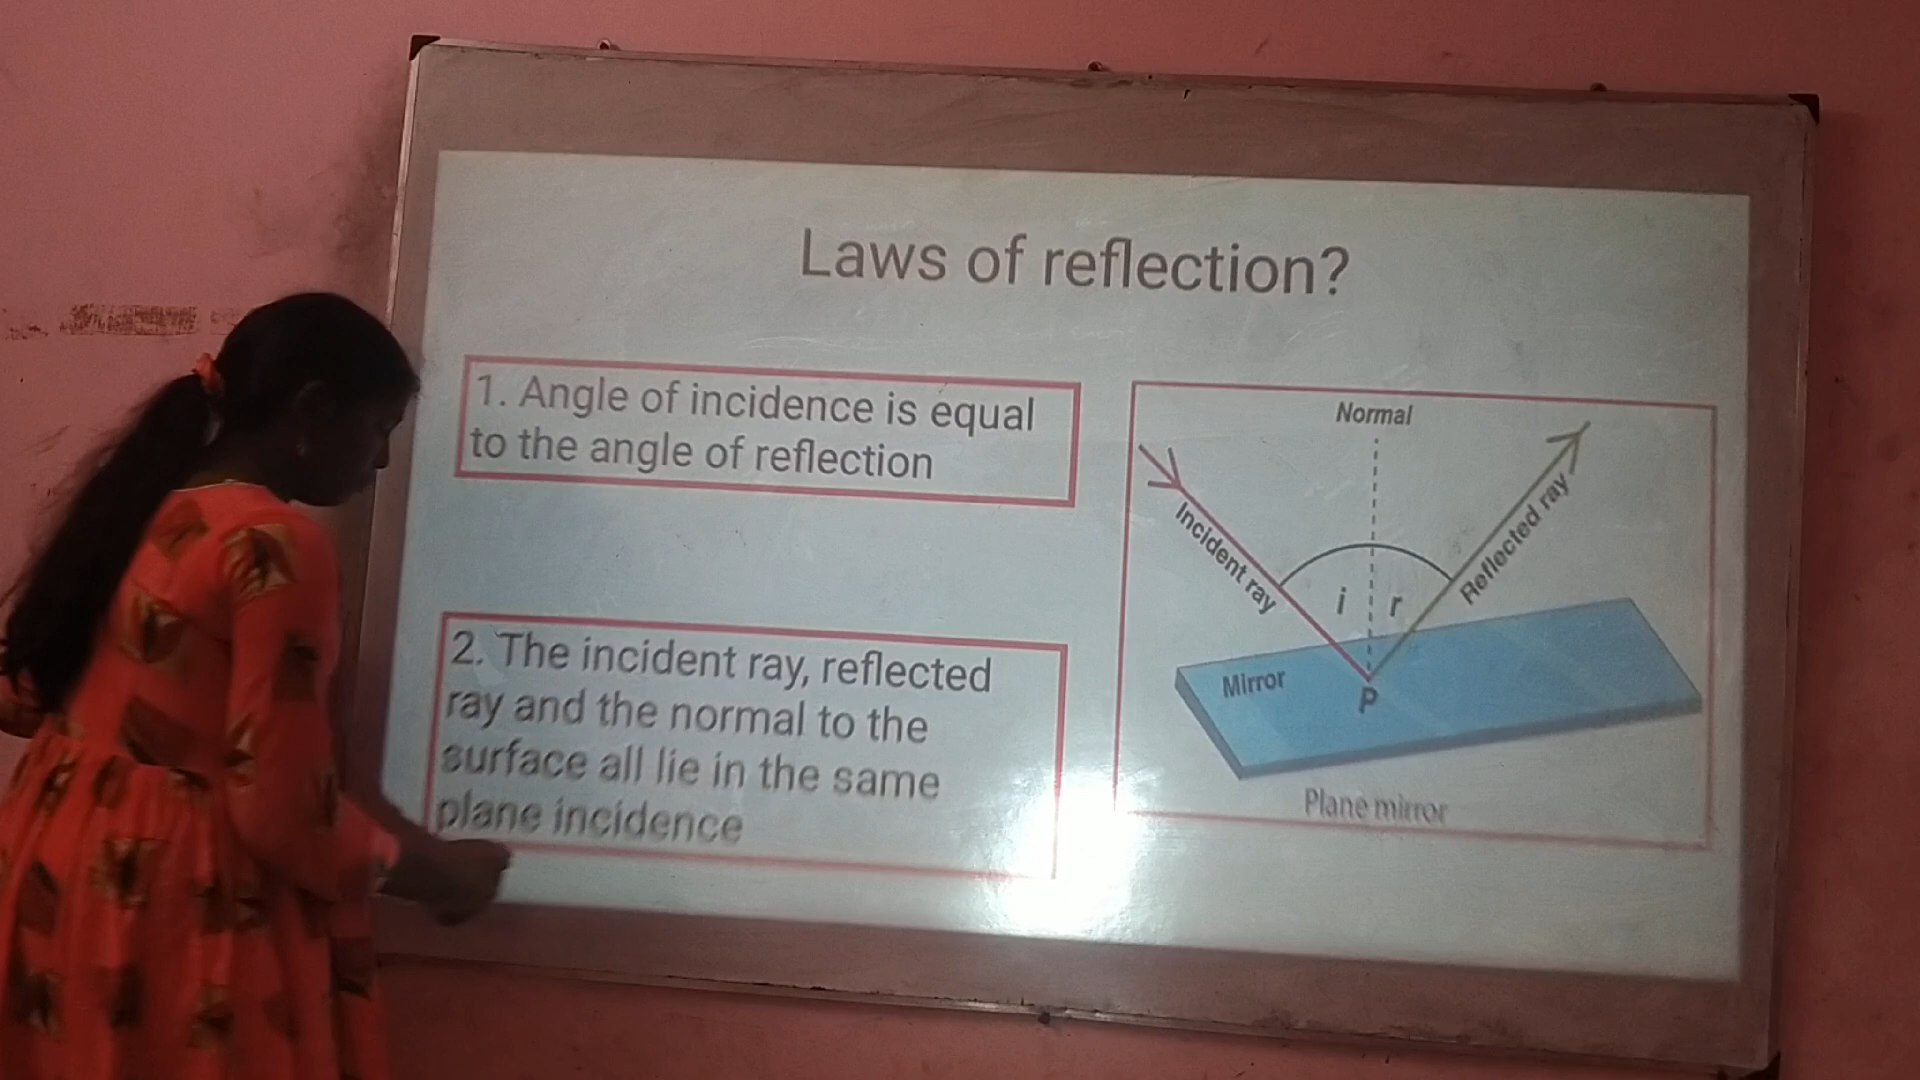 Laws of reflection?
1. Angle of incidence is equal
to the angle of reflection
2. The incident ray, reflected
ray and the normal to the
surface all lie in the same
plane incidence
Normal
Incident ray
Reflected ray
i
r
Mirror
P
Plane mirror